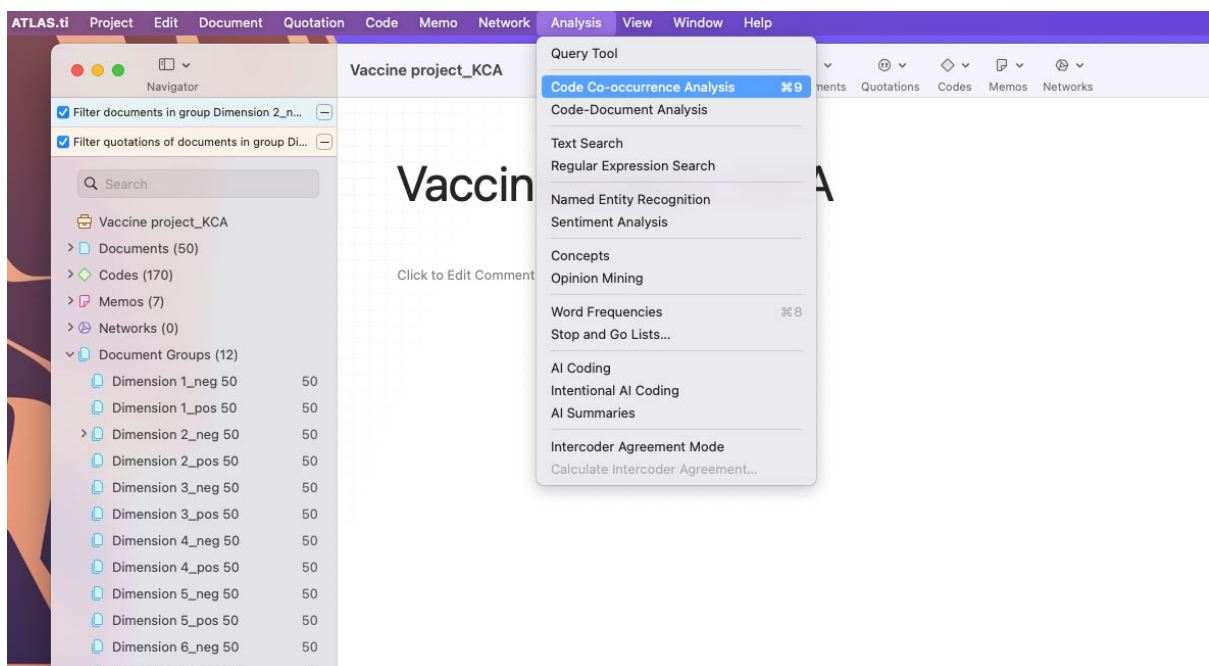 ATLAS.ti Project Edit Document Quotation Code Memo Network Analysis View Window Help
Navigator
Vaccine project_KCA
Quotations Codes Memos Networks
Filter documents in group Dimension 2_n...
Filter quotations of documents in group Di...
Search
Vaccine project_KCA
Documents (50)
Codes (170)
Memos (7)
Networks (0)
Document Groups (12)
Dimension 1_neg 50 50
Dimension 1_pos 50 50
Dimension 2_neg 50 50
Dimension 2_pos 50 50
Dimension 3_neg 50 50
Dimension 3_pos 50 50
Dimension 4_neg 50 50
Dimension 4_pos 50 50
Dimension 5_neg 50 50
Dimension 5_pos 50 50
Dimension 6_neg 50 50
Vaccin A
Click to Edit Comment
Query Tool
Code Co-occurrence Analysis ⌘9
Code-Document Analysis
Text Search
Regular Expression Search
Named Entity Recognition
Sentiment Analysis
Concepts
Opinion Mining
Word Frequencies ⌘8
Stop and Go Lists...
AI Coding
Intentional AI Coding
AI Summaries
Intercoder Agreement Mode
Calculate Intercoder Agreement...